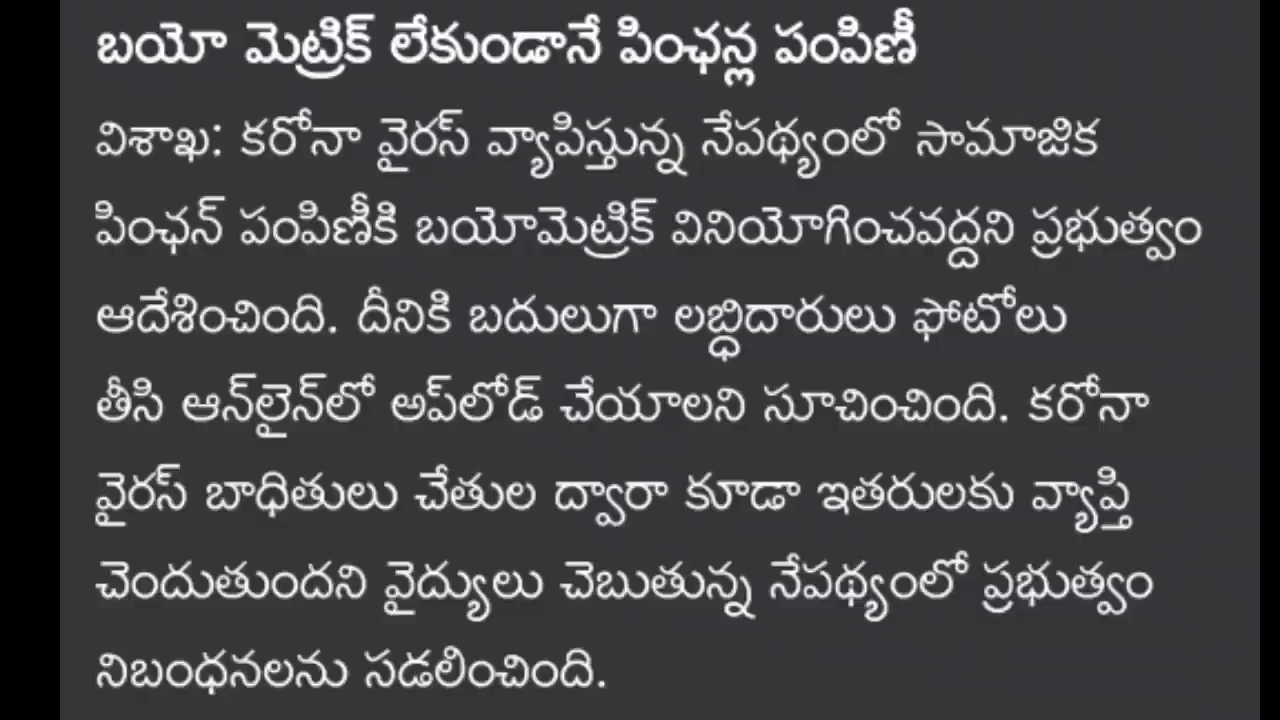 బయో మెట్రిక్ లేకుండానే పింఛన్ల పంపిణీ
విశాఖ: కరోనా వైరస్ వ్యాపిస్తున్న నేపథ్యంలో సామాజిక
పింఛన్ పంపిణీకి బయోమెట్రిక్ వినియోగించవద్దని ప్రభుత్వం
ఆదేశించింది. దీనికి బదులుగా లబ్ధిదారులు ఫోటోలు
తీసి ఆన్‌లైన్‌లో అప్‌లోడ్ చేయాలని సూచించింది. కరోనా
వైరస్ బాధితులు చేతుల ద్వారా కూడా ఇతరులకు వ్యాప్తి
చెందుతుందని వైద్యులు చెబుతున్న నేపథ్యంలో ప్రభుత్వం
నిబంధనలను సడలించింది.